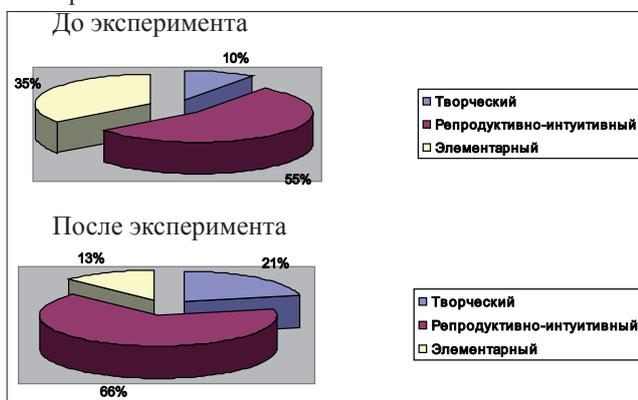 До эксперимента
10%
35%
55%
Творческий
Репродуктивно-интуитивный
Элементарный
После эксперимента
13%
21%
66%
Творческий
Репродуктивно-интуитивный
Элементарный